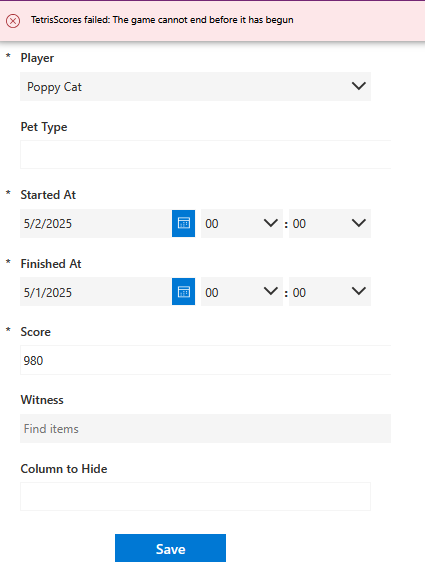 TetrisScores failed: The game cannot end before it has begun
* Player
Poppy Cat
Pet Type
* Started At
5/2/2025 00 : 00
* Finished At
5/1/2025 00 : 00
* Score
980
Witness
Find items
Column to Hide
Save